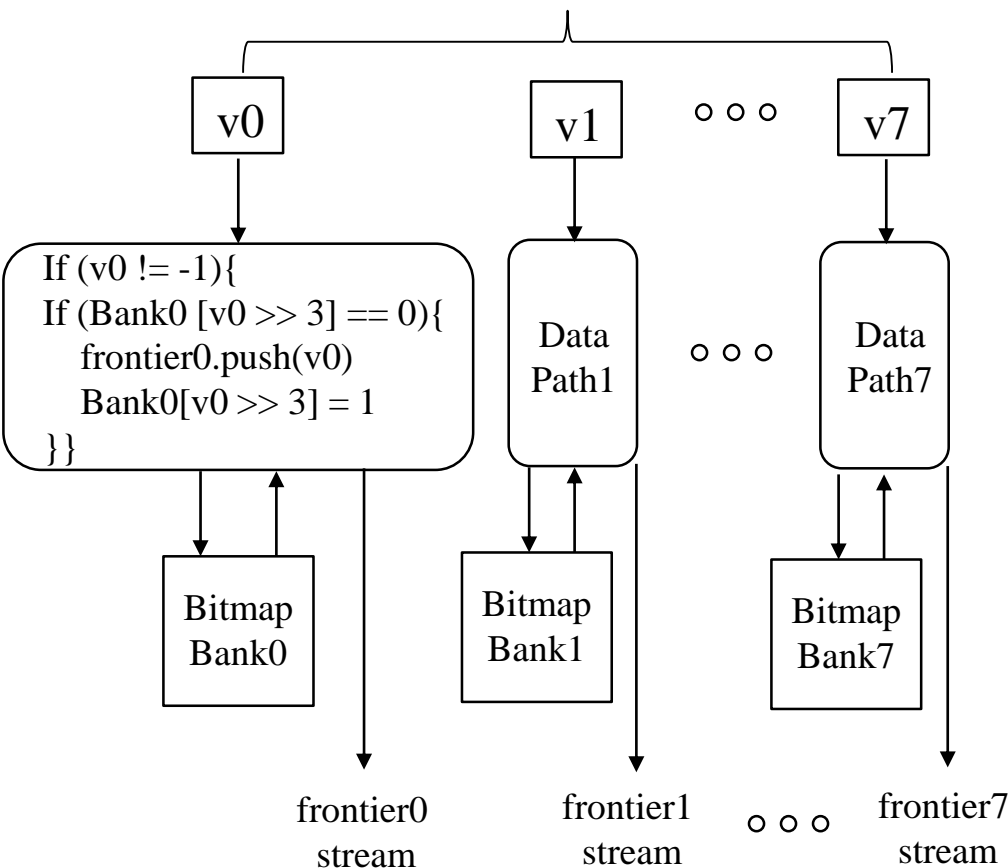 v0
v1
v7
If (v0 != -1){
If (Bank0 [v0 >> 3] == 0){
frontier0.push(v0)
Bank0[v0 >> 3] = 1
}}
Data
Path1
Data
Path7
Bitmap
Bank0
Bitmap
Bank1
Bitmap
Bank7
frontier0
stream
frontier1
stream
frontier7
stream